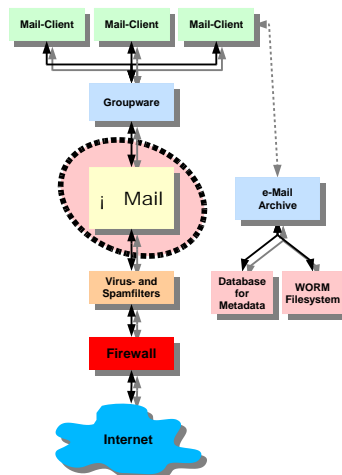 Mail-Client
Mail-Client
Mail-Client
Groupware
¡ Mail
e-Mail
Archive
Virus- and
Spamfilters
Database
for
Metadata
WORM
Filesystem
Firewall
Internet